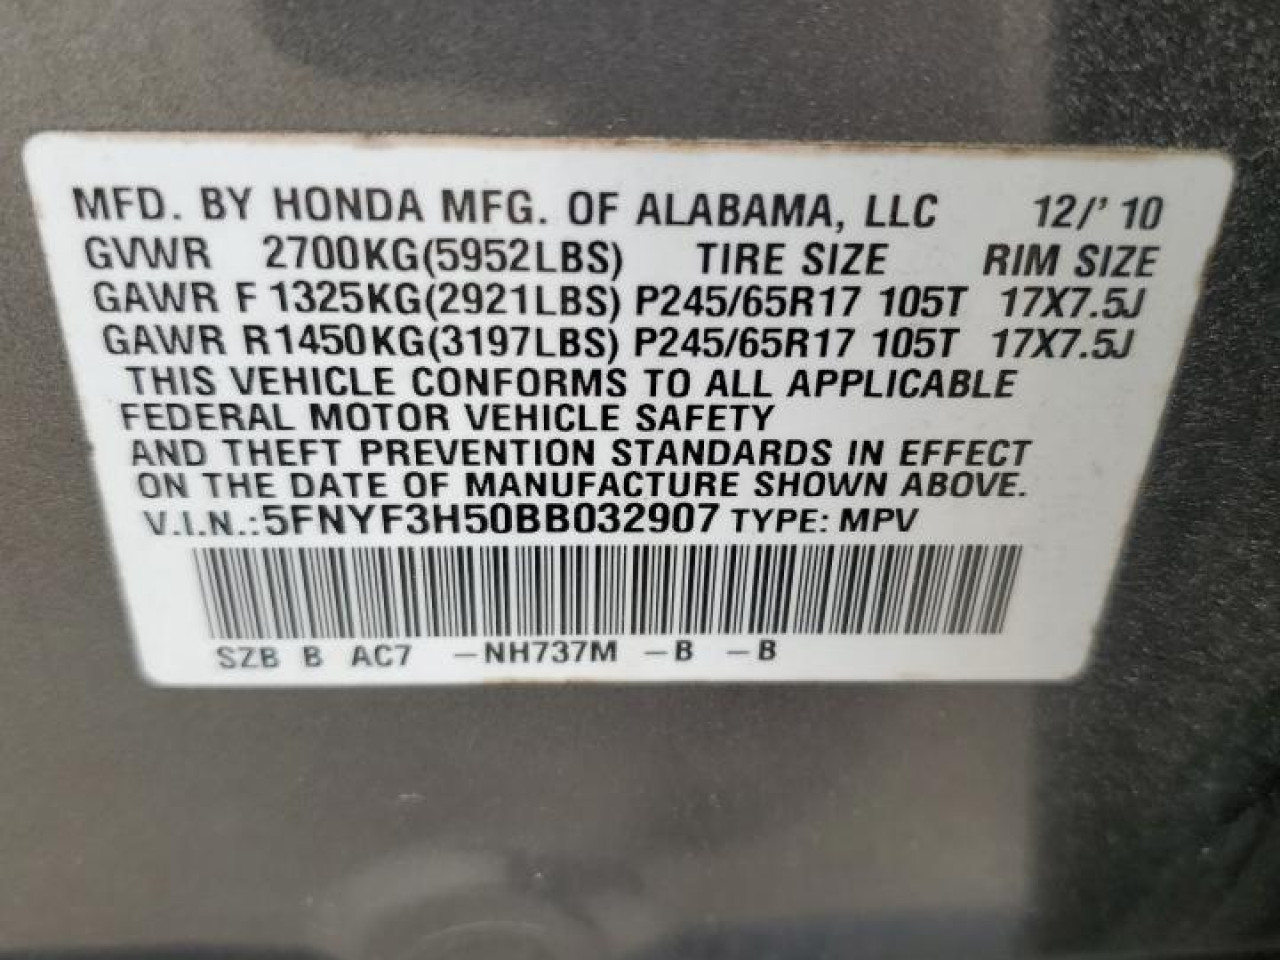 MFD. BY HONDA MFG. OF ALABAMA, LLC 12/' 10
GVWR 2700KG(5952LBS) TIRE SIZE RIM SIZE
GAWR F 1325KG(2921LBS) P245/65R17 105T 17X7.5J
GAWR R1450KG(3197LBS) P245/65R17 105T 17X7.5J
THIS VEHICLE CONFORMS TO ALL APPLICABLE
FEDERAL MOTOR VEHICLE SAFETY
AND THEFT PREVENTION STANDARDS IN EFFECT
ON THE DATE OF MANUFACTURE SHOWN ABOVE.
V.I.N.:5FNYF3H50BB032907 TYPE: MPV
SZB B AC7 -NH737M -B -B